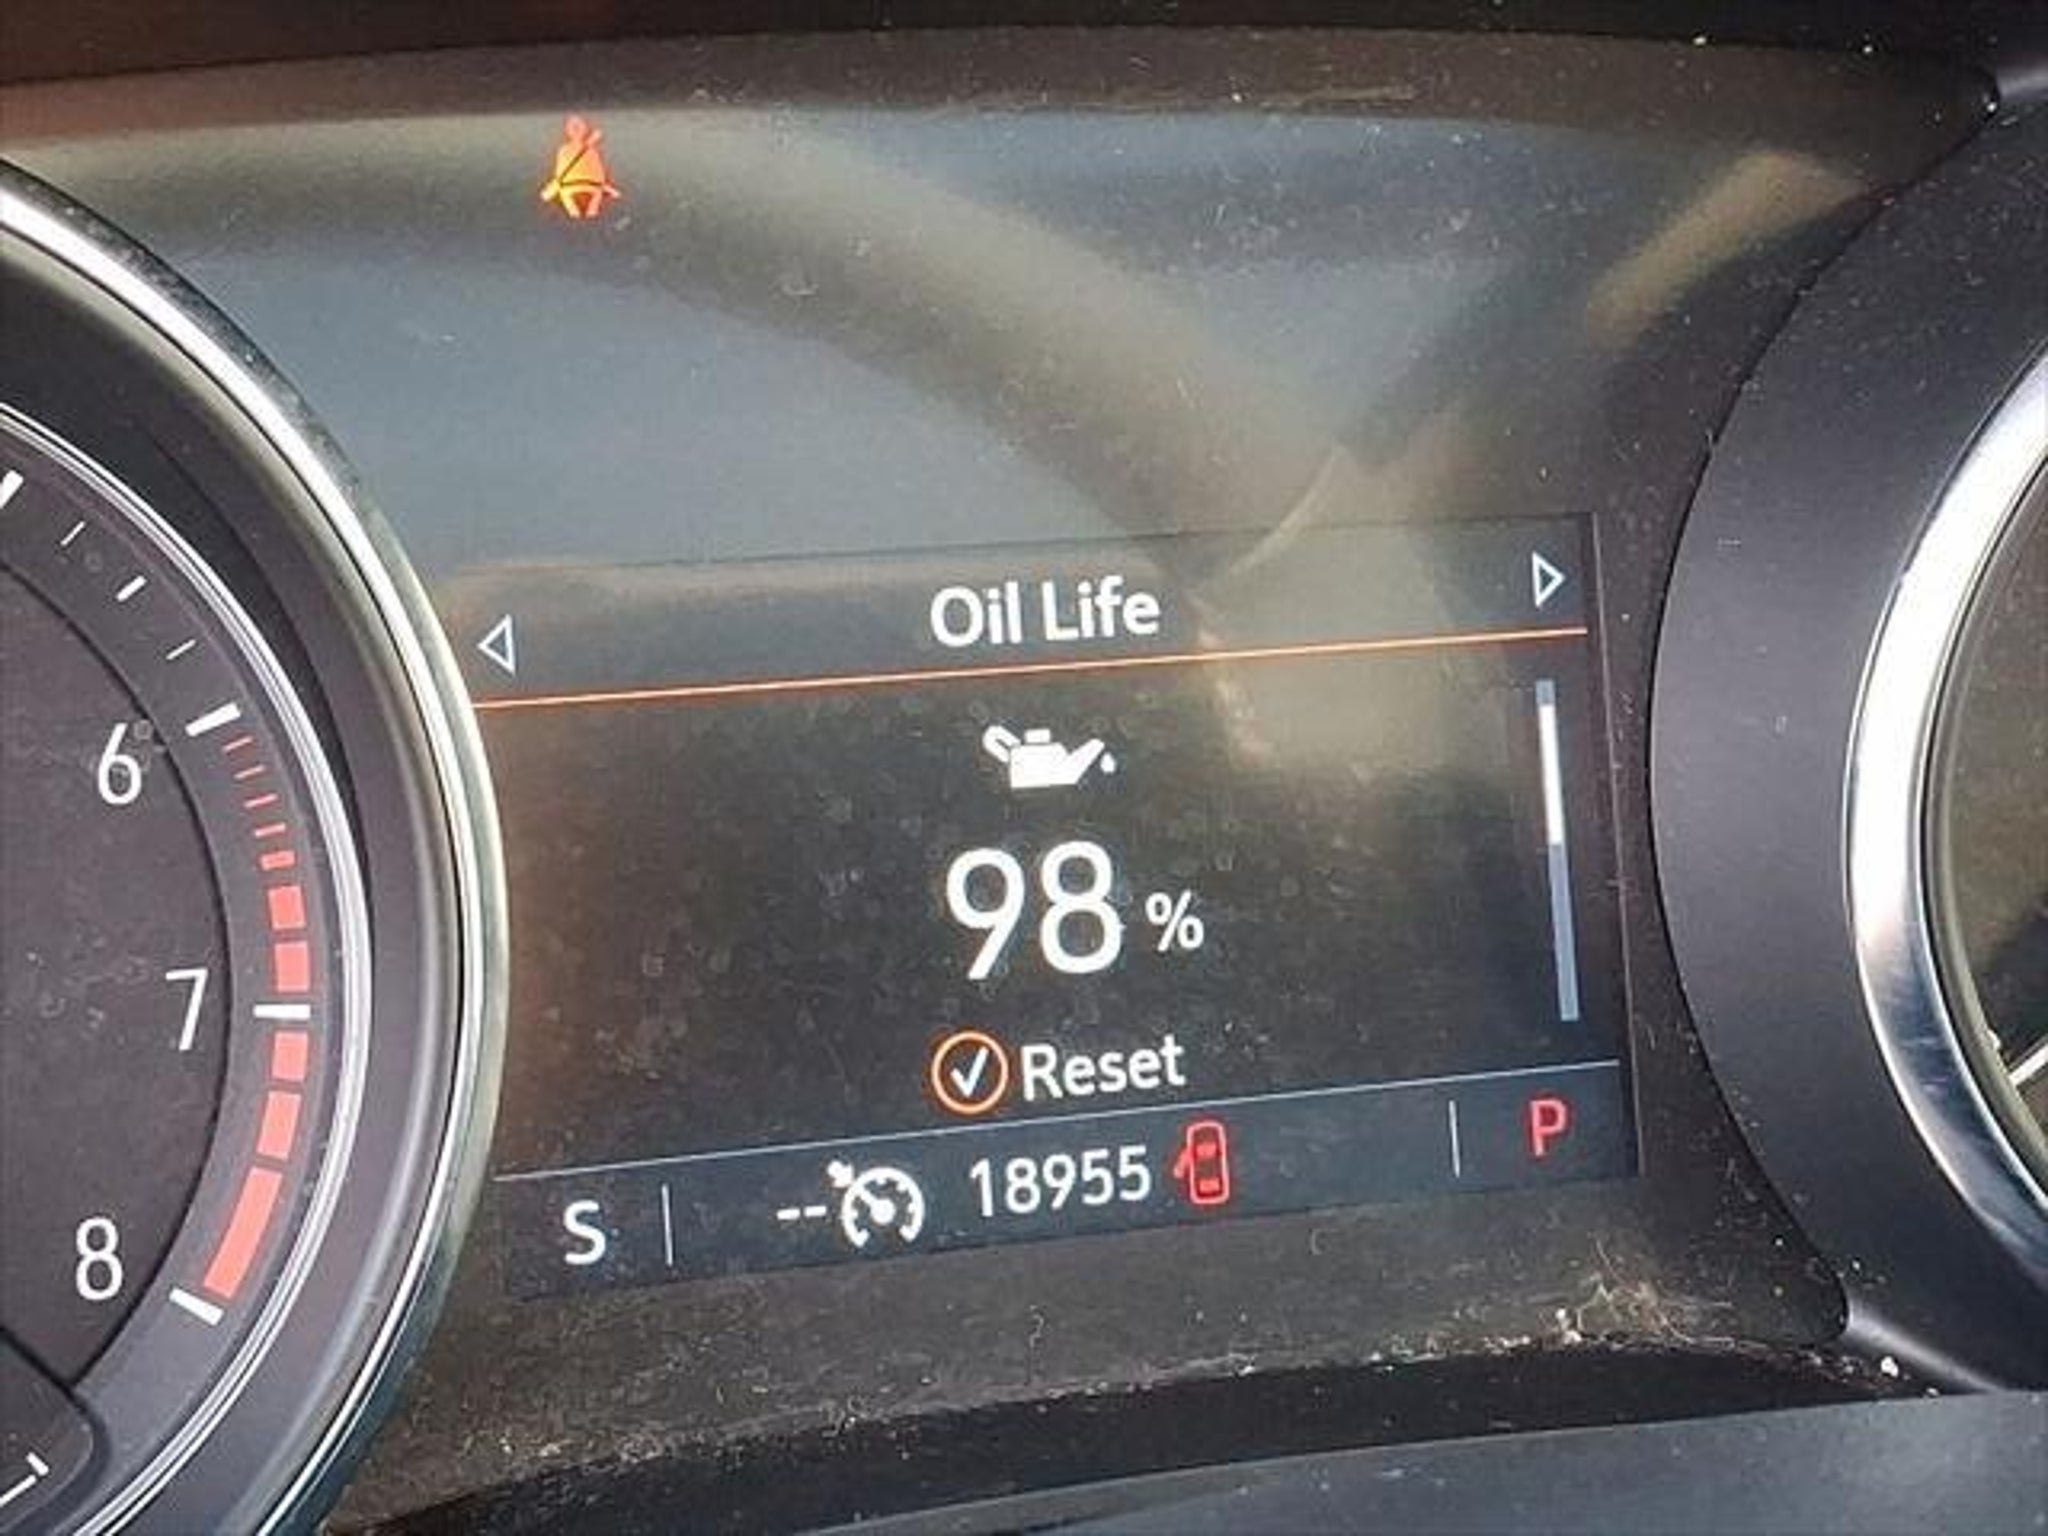 Oil Life
6
98 %
7
Reset
S -- 18955 P
8